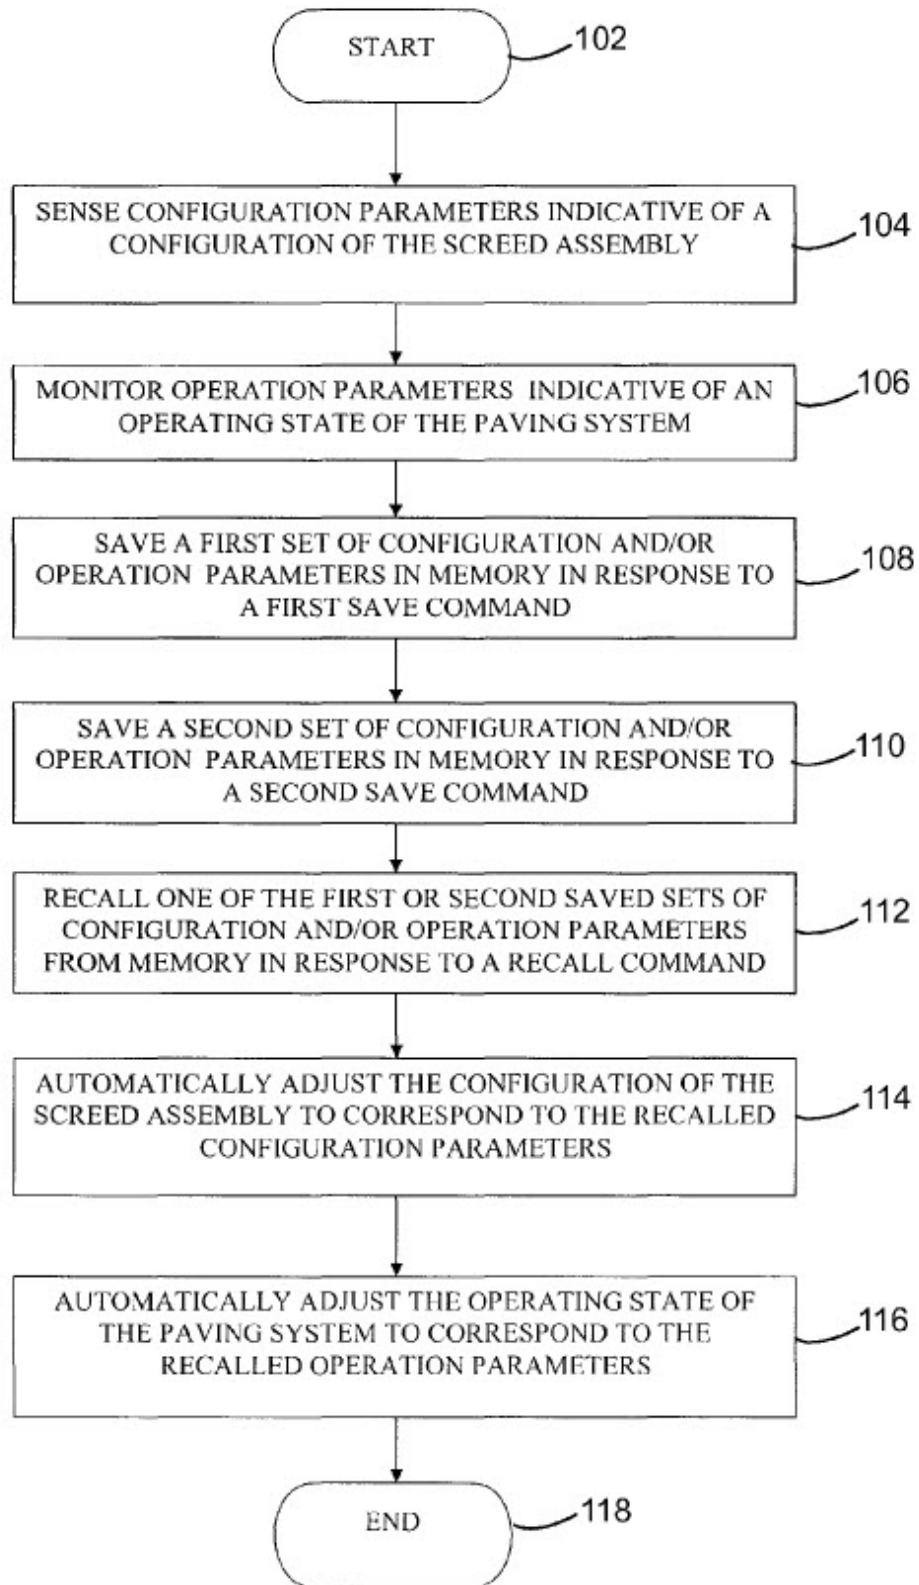 START
102
SENSE CONFIGURATION PARAMETERS INDICATIVE OF A
CONFIGURATION OF THE SCREED ASSEMBLY
104
MONITOR OPERATION PARAMETERS INDICATIVE OF AN
OPERATING STATE OF THE PAVING SYSTEM
106
SAVE A FIRST SET OF CONFIGURATION AND/OR
OPERATION PARAMETERS IN MEMORY IN RESPONSE TO
A FIRST SAVE COMMAND
108
SAVE A SECOND SET OF CONFIGURATION AND/OR
OPERATION PARAMETERS IN MEMORY IN RESPONSE TO
A SECOND SAVE COMMAND
110
RECALL ONE OF THE FIRST OR SECOND SAVED SETS OF
CONFIGURATION AND/OR OPERATION PARAMETERS
FROM MEMORY IN RESPONSE TO A RECALL COMMAND
112
AUTOMATICALLY ADJUST THE CONFIGURATION OF THE
SCREED ASSEMBLY TO CORRESPOND TO THE RECALLED
CONFIGURATION PARAMETERS
114
AUTOMATICALLY ADJUST THE OPERATING STATE OF
THE PAVING SYSTEM TO CORRESPOND TO THE
RECALLED OPERATION PARAMETERS
116
END
118